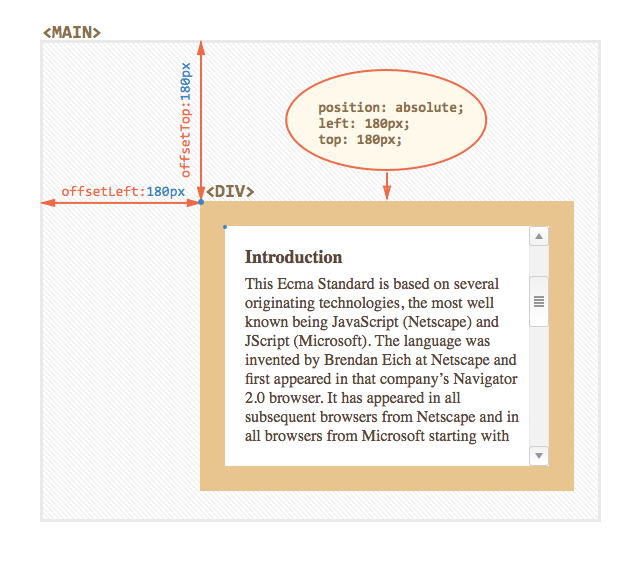 <MAIN>
offsetTop:180px
position: absolute;
left: 180px;
top: 180px;
offsetLeft:180px
<DIV>
Introduction
This Ecma Standard is based on several
originating technologies, the most well
known being JavaScript (Netscape) and
JScript (Microsoft). The language was
invented by Brendan Eich at Netscape and
first appeared in that company’s Navigator
2.0 browser. It has appeared in all
subsequent browsers from Netscape and in
all browsers from Microsoft starting with